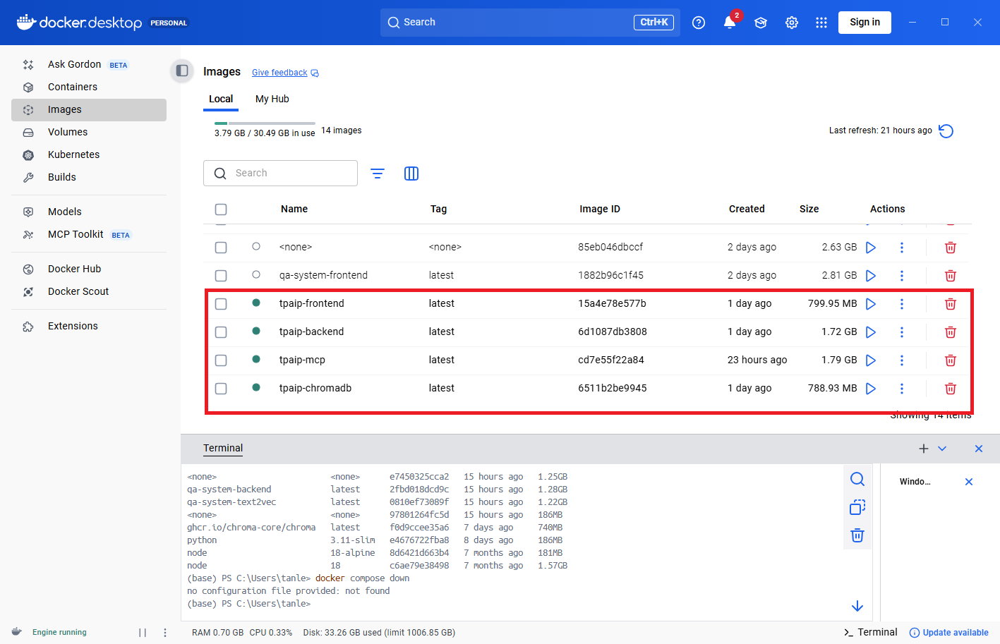 docker.desktop PERSONAL
Search Ctrl+K 2 Sign in
Ask Gordon BETA
Containers
Images
Volumes
Kubernetes
Builds
Models
MCP Toolkit BETA
Docker Hub
Docker Scout
Extensions
Images Give feedback
Local My Hub
3.79 GB / 30.49 GB in use 14 images Last refresh: 21 hours ago
Search
Name Tag Image ID Created Size Actions
<none> <none> 85eb046dbccf 2 days ago 2.63 GB
qa-system-frontend latest 1882b96c1f45 2 days ago 2.81 GB
tpaip-frontend latest 15a4e78e577b 1 day ago 799.95 MB
tpaip-backend latest 6d1087db3808 1 day ago 1.72 GB
tpaip-mcp latest cd7e55f22a84 23 hours ago 1.79 GB
tpaip-chromadb latest 6511b2be9945 1 day ago 788.93 MB
Showing 14 items
Terminal
<none> <none> e7450325cca2 15 hours ago 1.25GB
qa-system-backend latest 2fbd018dcd9c 15 hours ago 1.28GB
qa-system-text2vec latest 0810ef73089f 15 hours ago 1.22GB
<none> <none> 97801264fc5d 15 hours ago 186MB
ghcr.io/chroma-core/chroma latest f0d9ccee35a6 7 days ago 740MB
python 3.11-slim e4676722fba8 8 days ago 186MB
node 18-alpine 8d6421d663b4 7 months ago 181MB
node 18 c6ae79e38498 7 months ago 1.57GB
(base) PS C:\Users\tanle> docker compose down
no configuration file provided: not found
(base) PS C:\Users\tanle>
Windo...
Engine running RAM 0.70 GB CPU 0.33% Disk: 33.26 GB used (limit 1006.85 GB) Terminal Update available